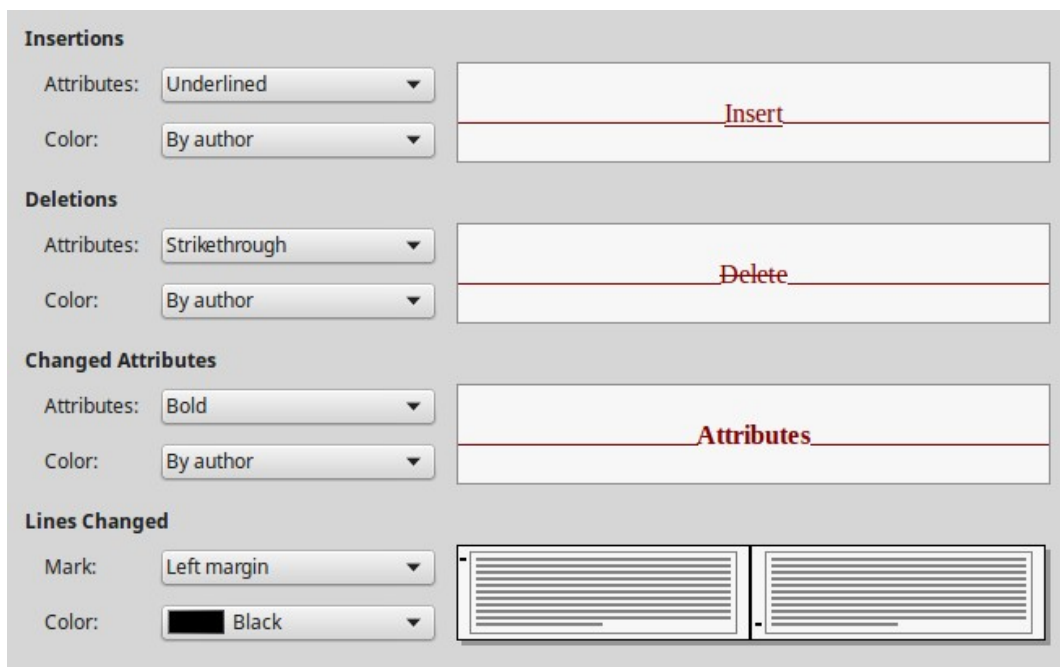 Insertions
Attributes: Underlined
Insert
Color: By author
Deletions
Attributes: Strikethrough
Delete
Color: By author
Changed Attributes
Attributes: Bold
Attributes
Color: By author
Lines Changed
Mark: Left margin
Color: Black